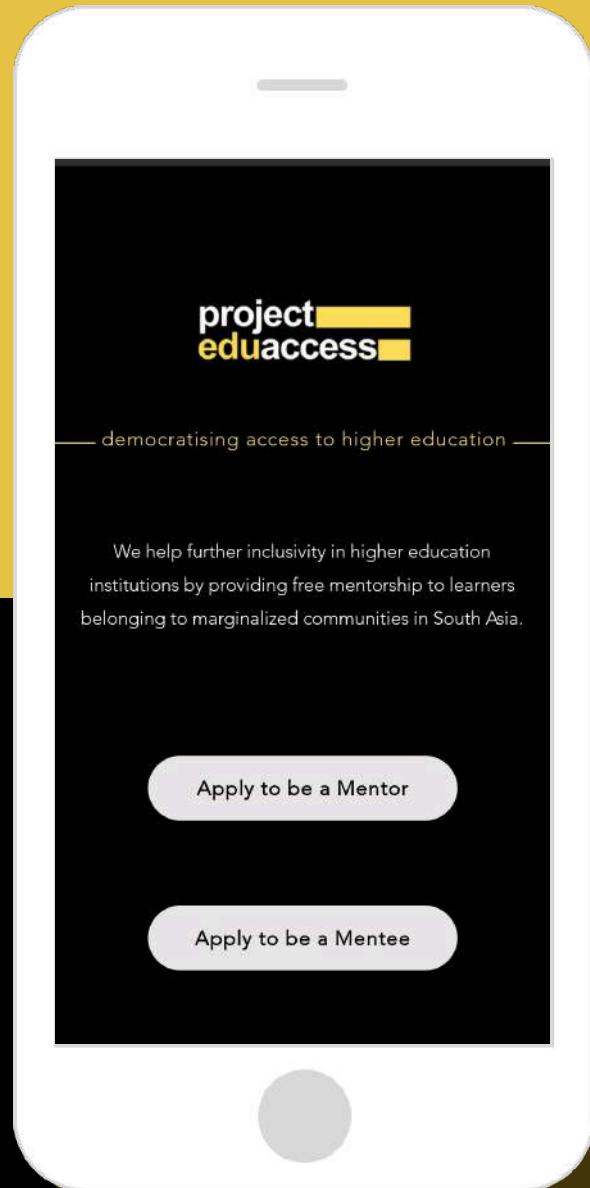 project
eduaccess
democratising access to higher education
We help further inclusivity in higher education
institutions by providing free mentorship to learners
belonging to marginalized communities in South Asia.
Apply to be a Mentor
Apply to be a Mentee